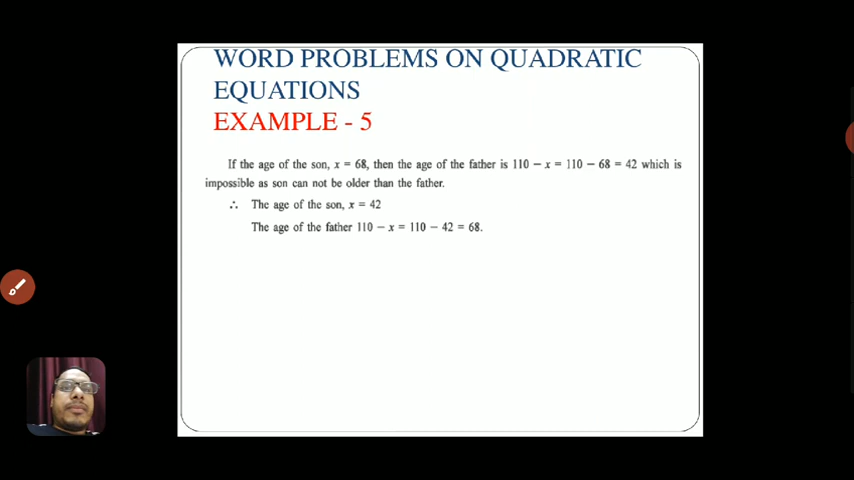 WORD PROBLEMS ON QUADRATIC
EQUATIONS
EXAMPLE - 5
If the age of the son, x = 68, then the age of the father is 110 − x = 110 − 68 = 42 which is
impossible as son can not be older than the father.
∴ The age of the son, x = 42
The age of the father 110 − x = 110 − 42 = 68.